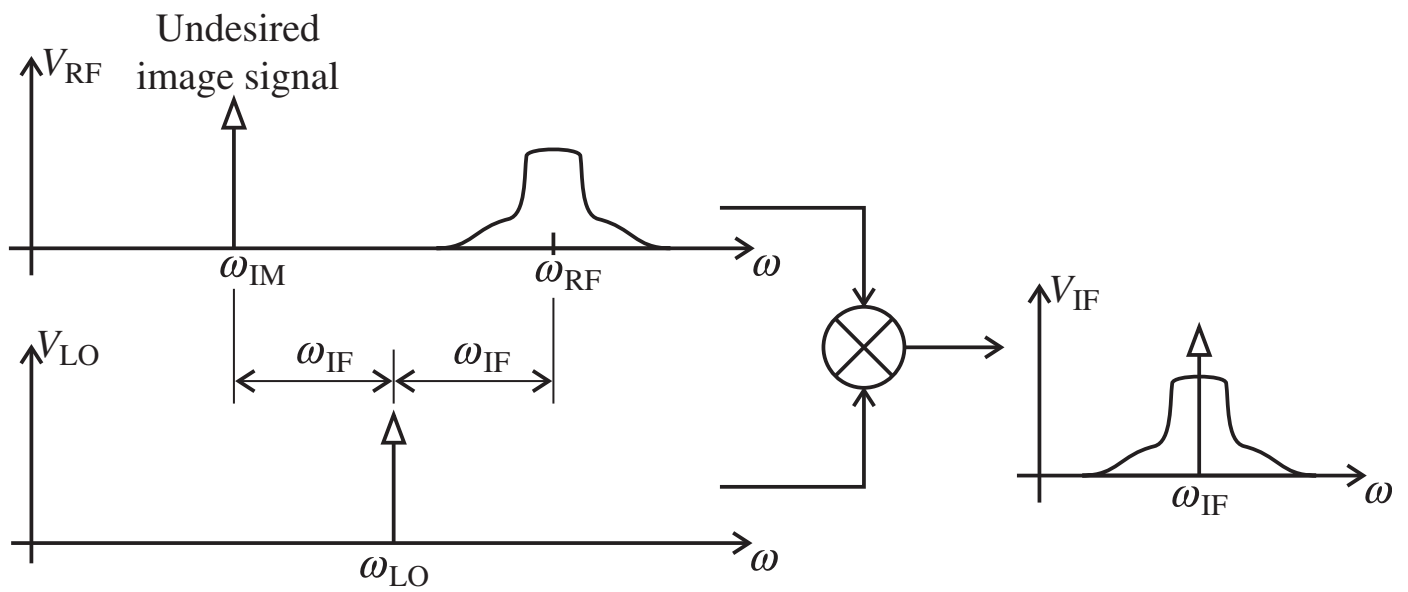 Undesired
image signal
V_RF
ω_IM
ω_RF
ω
V_LO
ω_IF
ω_IF
ω_LO
ω
V_IF
ω_IF
ω